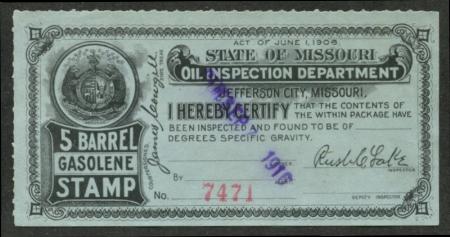 ACT OF JUNE 1, 1906
STATE OF MISSOURI
OIL INSPECTION DEPARTMENT
JEFFERSON CITY, MISSOURI.
I HEREBY CERTIFY THAT THE CONTENTS OF
THE WITHIN PACKAGE HAVE
BEEN INSPECTED AND FOUND TO BE OF
DEGREES SPECIFIC GRAVITY.
INSPECTOR
BY
DEPUTY INSPECTOR
No. 7471
5 BARREL
GASOLENE
STAMP
COUNTERSIGNED
1916